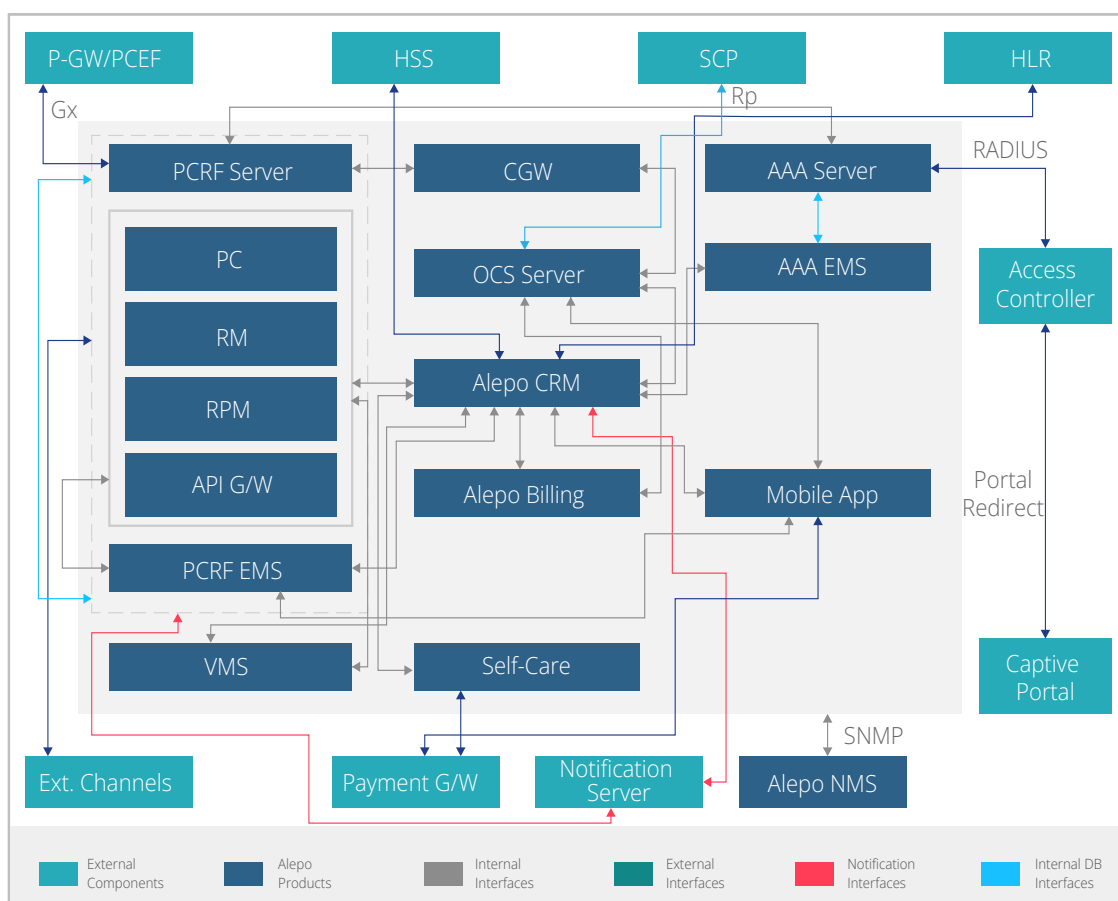 P-GW/PCEF
HSS
SCP
HLR
Gx
Rp
RADIUS
PCRF Server
CGW
AAA Server
PC
OCS Server
AAA EMS
Access
Controller
RM
Alepo CRM
RPM
API G/W
Alepo Billing
Mobile App
Portal
Redirect
PCRF EMS
VMS
Self-Care
Captive
Portal
SNMP
Ext. Channels
Payment G/W
Notification
Server
Alepo NMS
External
Components
Alepo
Products
Internal
Interfaces
External
Interfaces
Notification
Interfaces
Internal DB
Interfaces